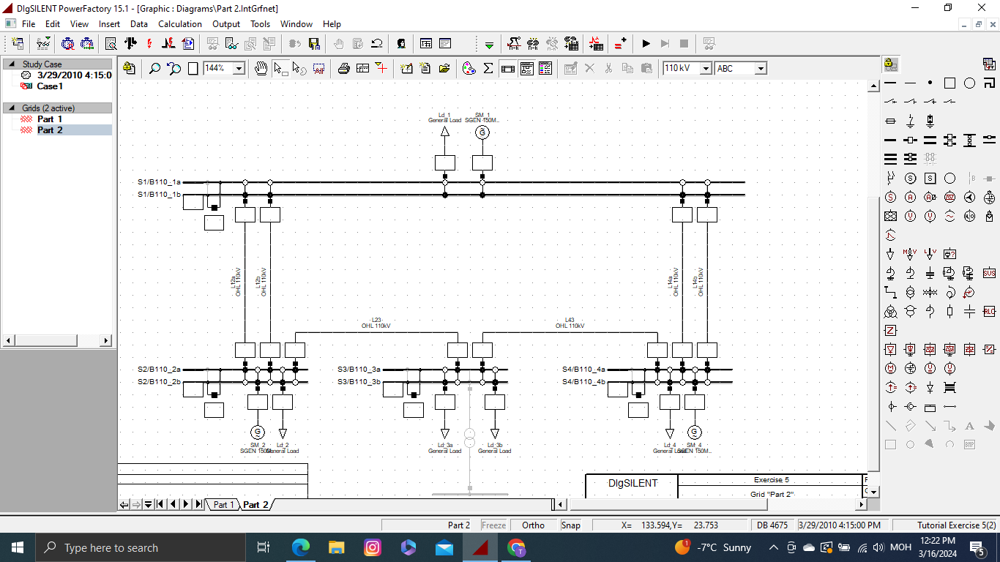 DIgSILENT PowerFactory 15.1 - [Graphic : Diagrams\Part 2.IntGrfnet]
File Edit View Insert Data Calculation Output Tools Window Help
144%
110 kV
ABC
Study Case
3/29/2010 4:15:0
Case1
Grids (2 active)
Part 1
Part 2
Ld_1
General Load
SM_1
SGEN 150M...
G
S1/B110_1a
S1/B110_1b
L12a
OHL 110kV
L12b
OHL 110kV
L14a
OHL 110kV
L14b
OHL 110kV
L23
OHL 110kV
L43
OHL 110kV
S2/B110_2a
S2/B110_2b
S3/B110_3a
S3/B110_3b
S4/B110_4a
S4/B110_4b
G
G
SM_2
SGEN 150M
Ld_2
General Load
Ld_3a
General Load
Ld_3b
General Load
Ld_4
General Load
SM_4
SGEN 150M...
DIgSILENT
Exercise 5
Grid "Part 2"
Part 1
Part 2
SVS
RLC
BMP
Part 2 Freeze Ortho Snap X= 133.594,Y= 23.753 DB 4675 3/29/2010 4:15:00 PM Tutorial Exercise 5(2)
Type here to search
-7°C Sunny
МОН
12:22 PM
3/16/2024
5